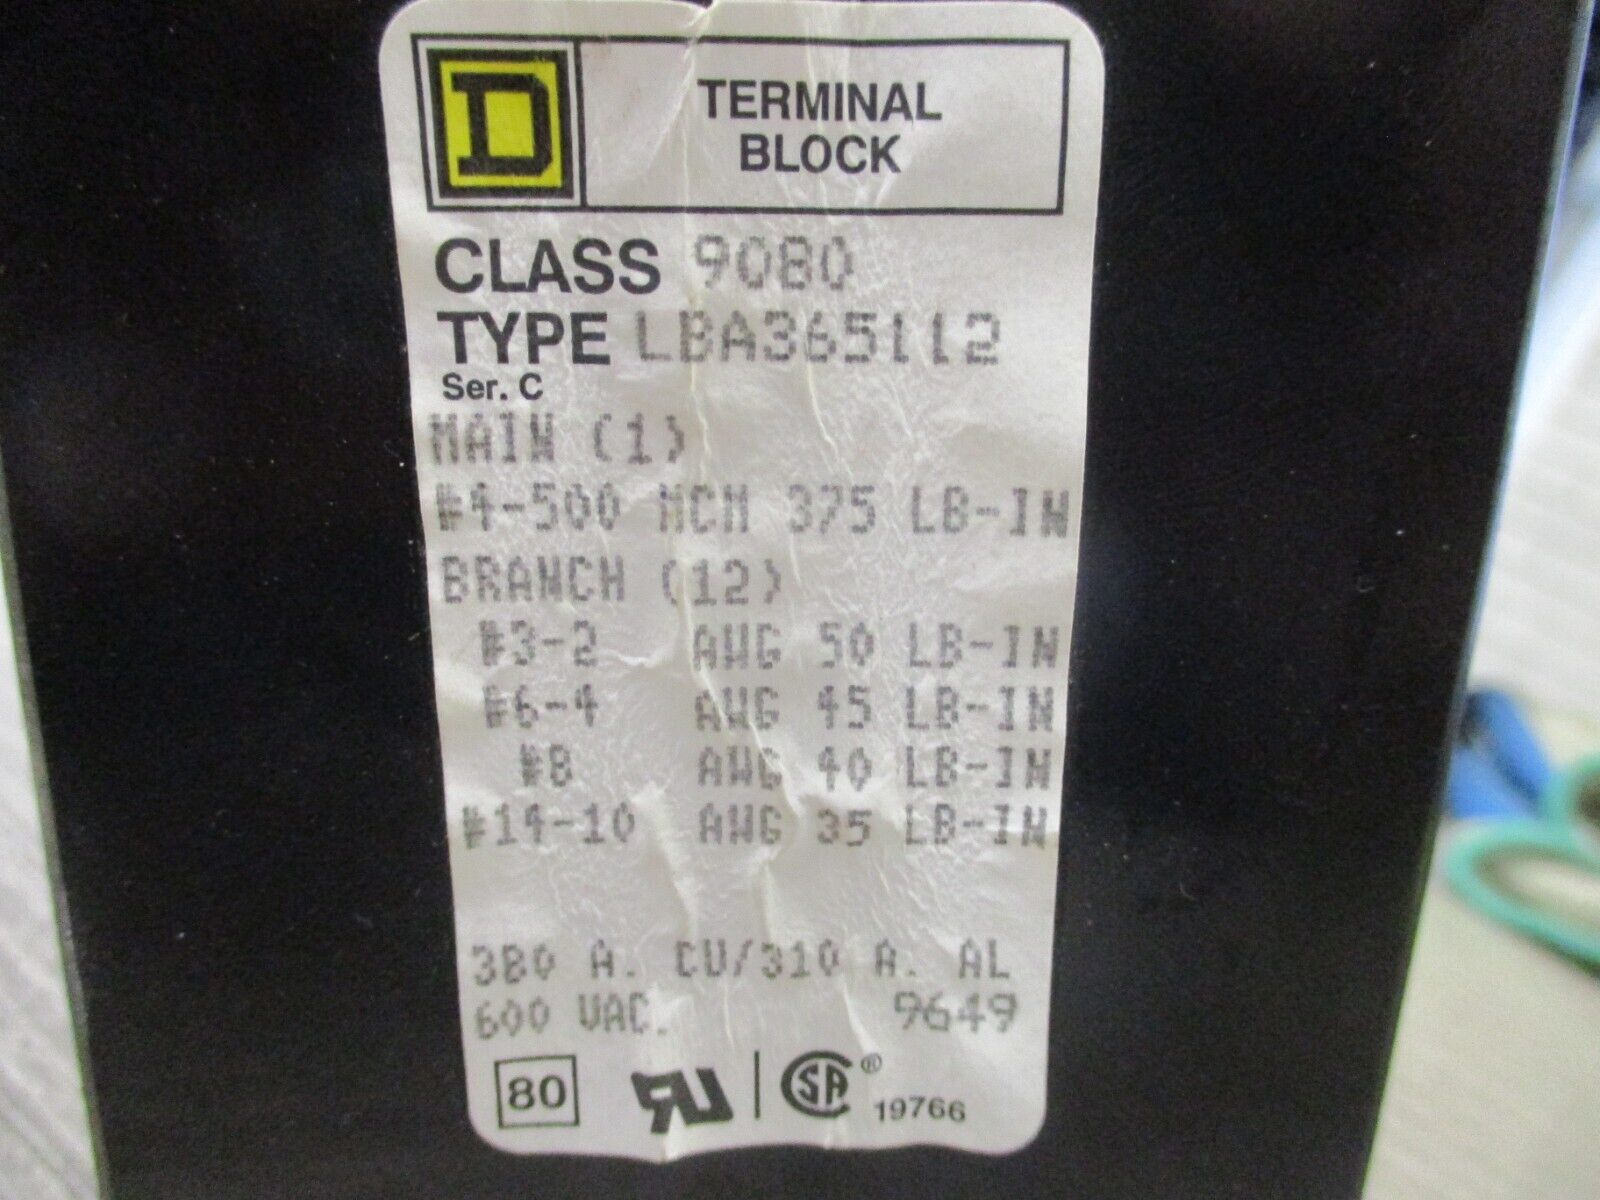 D
TERMINAL
BLOCK
CLASS 9080
TYPE LBA365112
Ser. C
MAIN (1)
#4-500 MCM 375 LB-IN
BRANCH (12)
#3-2 AWG 50 LB-IN
#6-4 AWG 45 LB-IN
#8 AWG 40 LB-IN
#14-10 AWG 35 LB-IN
380 A. CU/310 A. AL
600 VAC. 9649
80 RU SA ® 19766